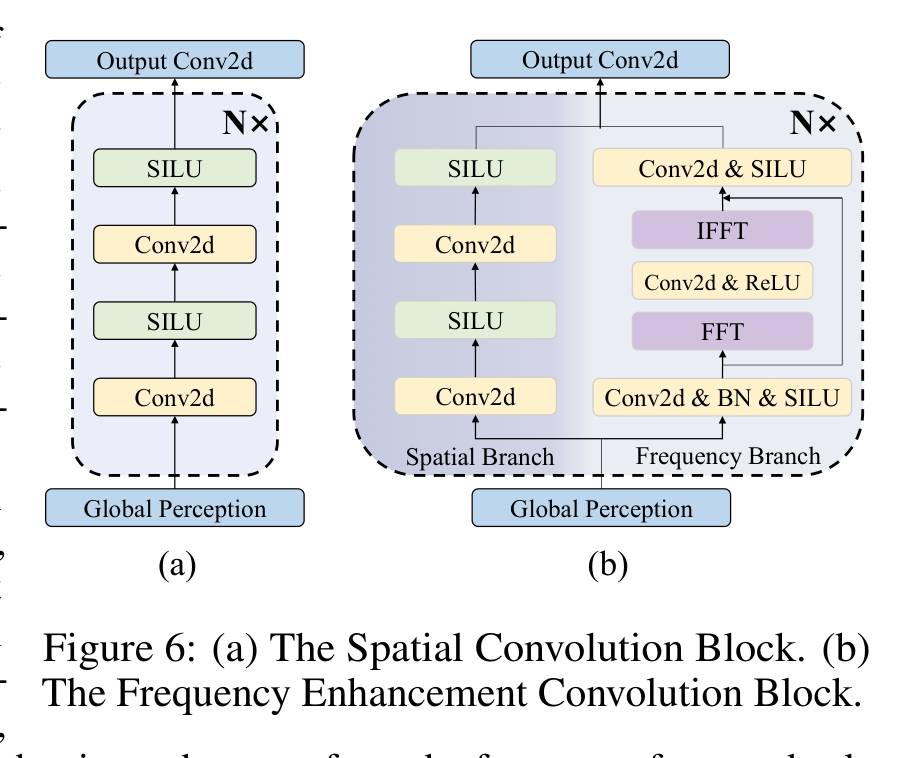 Output Conv2d
N×
SILU
Conv2d
SILU
Conv2d
Global Perception
(a)
Output Conv2d
N×
SILU
Conv2d
SILU
Conv2d
Spatial Branch
Conv2d & SILU
IFFT
Conv2d & ReLU
FFT
Conv2d & BN & SILU
Frequency Branch
Global Perception
(b)
Figure 6: (a) The Spatial Convolution Block. (b)
The Frequency Enhancement Convolution Block.